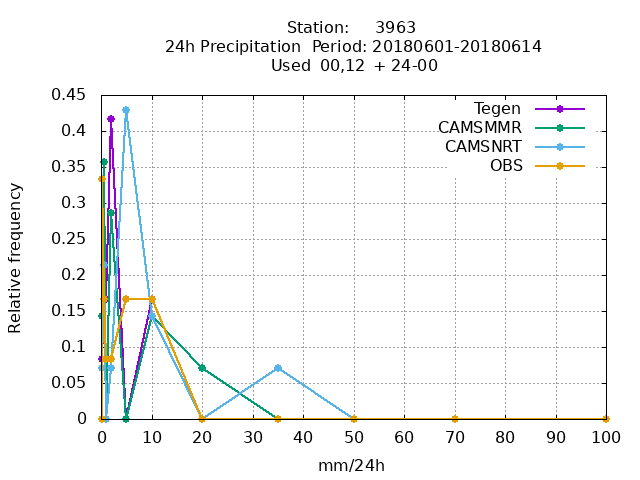 Station: 3963
24h Precipitation Period: 20180601-20180614
Used 00,12 + 24-00
0.45
0.4
0.35
0.3
0.25
0.2
0.15
0.1
0.05
0
Relative frequency
Tegen
CAMSMMR
CAMSNRT
OBS
0 10 20 30 40 50 60 70 80 90 100
mm/24h